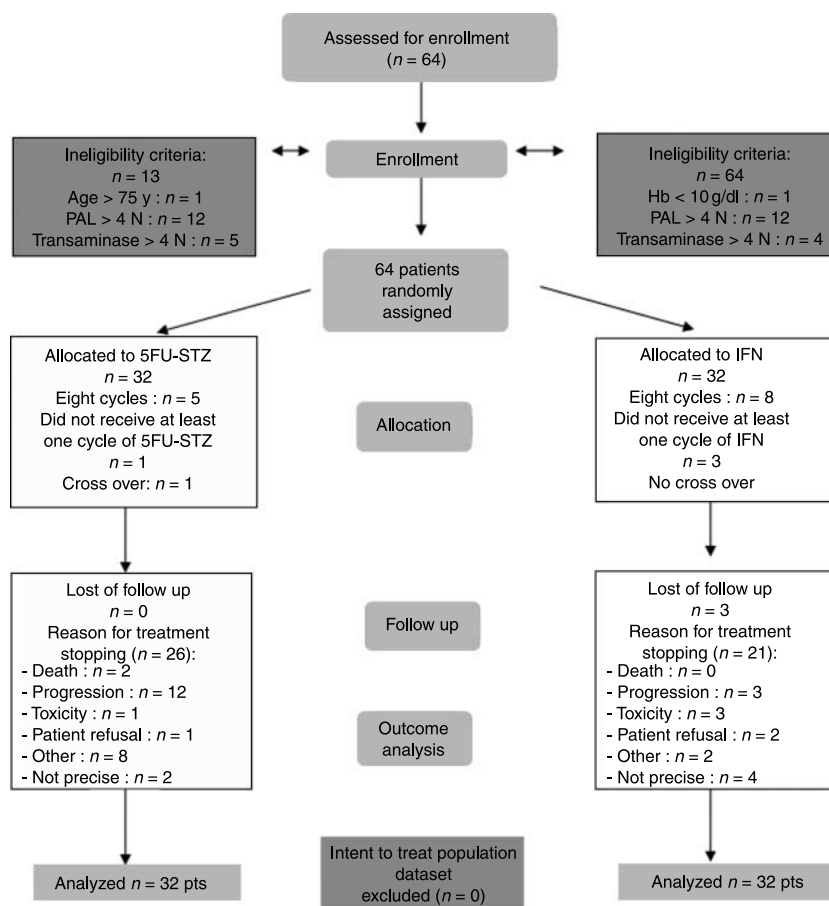 Assessed for enrollment
(n = 64)
Ineligibility criteria:
n = 13
Age > 75 y : n = 1
PAL > 4 N : n = 12
Transaminase > 4 N : n = 5
Enrollment
Ineligibility criteria:
n = 64
Hb < 10 g/dl : n = 1
PAL > 4 N : n = 12
Transaminase > 4 N : n = 4
64 patients
randomly
assigned
Allocated to 5FU-STZ
n = 32
Eight cycles : n = 5
Did not receive at least
one cycle of 5FU-STZ
n = 1
Cross over: n = 1
Allocation
Allocated to IFN
n = 32
Eight cycles : n = 8
Did not receive at least
one cycle of IFN
n = 3
No cross over
Lost of follow up
n = 0
Reason for treatment
stopping (n = 26):
- Death : n = 2
- Progression : n = 12
- Toxicity : n = 1
- Patient refusal : n = 1
- Other : n = 8
- Not precise : n = 2
Follow up
Outcome
analysis
Lost of follow up
n = 3
Reason for treatment
stopping (n = 21):
- Death : n = 0
- Progression : n = 3
- Toxicity : n = 3
- Patient refusal : n = 2
- Other : n = 2
- Not precise : n = 4
Analyzed n = 32 pts
Intent to treat population
dataset
excluded (n = 0)
Analyzed n = 32 pts